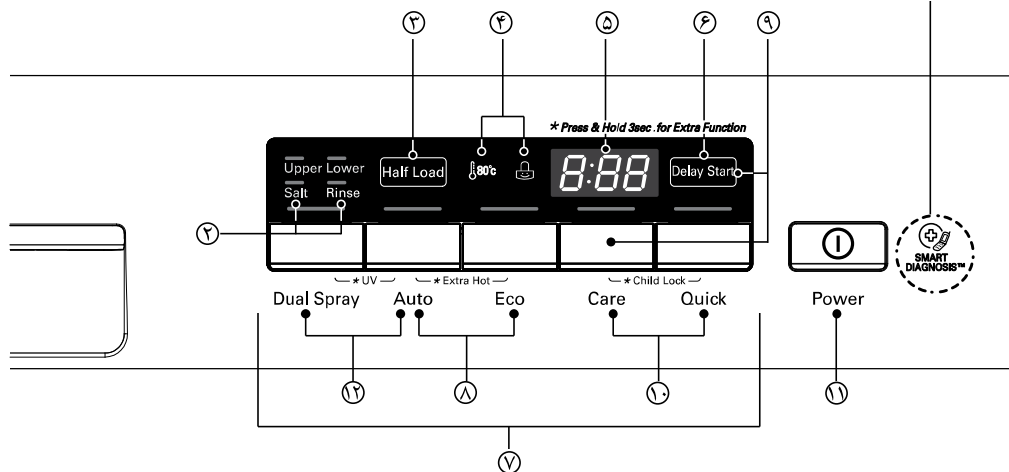 ۳ ۴ ۵ ۶ ۹
* Press & Hold 3sec .for Extra Function
Upper Lower
Salt Rinse
Half Load
80°c
8:88
Delay Start
۲
SMART
DIAGNOSIS™
* UV
* Extra Hot
* Child Lock
Dual Spray Auto Eco Care Quick Power
۱۲ ۸ ۱۰ ۱۱
۷